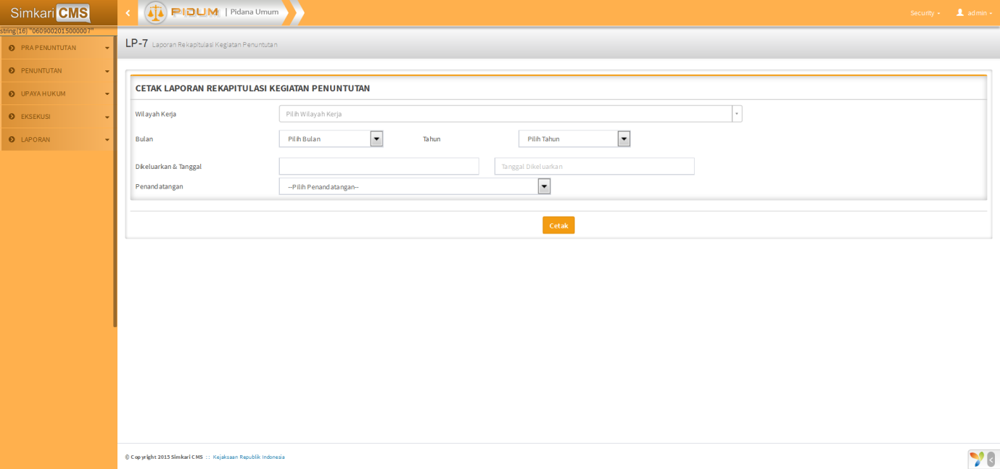 Simkari CMS
PIDUM | Pidana Umum
Security
admin
string(16) "0609002015000007"
PRA PENUNTUTAN
PENUNTUTAN
UPAYA HUKUM
EKSEKUSI
LAPORAN
LP-7 Laporan Rekapitulasi Kegiatan Penuntutan
CETAK LAPORAN REKAPITULASI KEGIATAN PENUNTUTAN
Wilayah Kerja Pilih Wilayah Kerja
Bulan Pilih Bulan Tahun Pilih Tahun
Dikeluarkan & Tanggal Tanggal Dikeluarkan
Penandatangan --Pilih Penandatangan--
Cetak
© Copyright 2015 Simkari CMS :: Kejaksaan Republik Indonesia